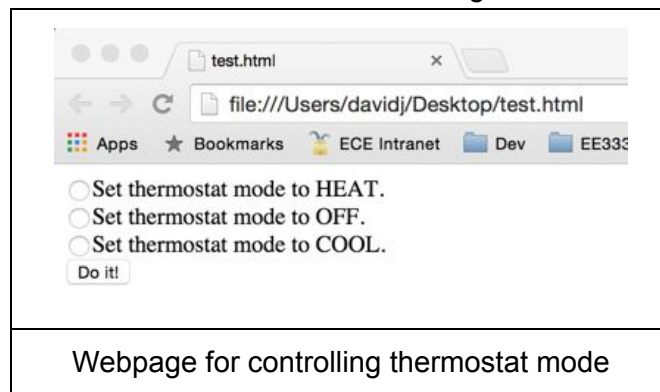 test.html ×
file:///Users/davidj/Desktop/test.html
Apps Bookmarks ECE Intranet Dev EE333
Set thermostat mode to HEAT.
Set thermostat mode to OFF.
Set thermostat mode to COOL.
Do it!
Webpage for controlling thermostat mode